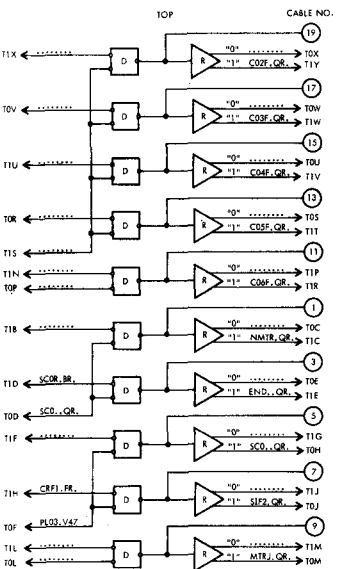 TOP CABLE NO.
19
T1X ........ D R "0" ........ T0X
"1" C02F.QR. T1Y
17
T0V ........ D R "0" ........ T0W
"1" C03F.QR. T1W
15
T1U ........ D R "0" ........ T0U
"1" C04F.QR. T1V
13
T0R ........ D R "0" ........ T0S
"1" C05F.QR. T1T
T1S ........
11
T1N ........ D R "0" ........ T1P
T0P ........ "1" C06F.QR. T1R
1
T1B ........ D R "0" ........ T0C
"1" NMTR.QR. T1C
3
T1D SC0R.BR. D R "0" ........ T0E
T0D SC0..QR. "1" END..QR. T1E
5
T1F ........ D R "0" ........ T1G
"1" SC0..QR. T0H
7
T1H CRF1.FR. D R "0" ........ T1J
T0F PL03.V47 "1" SIF2.QR. T0J
9
T1L ........ D R "0" ........ T1M
T0L ........ "1" MTRJ.QR. T0M